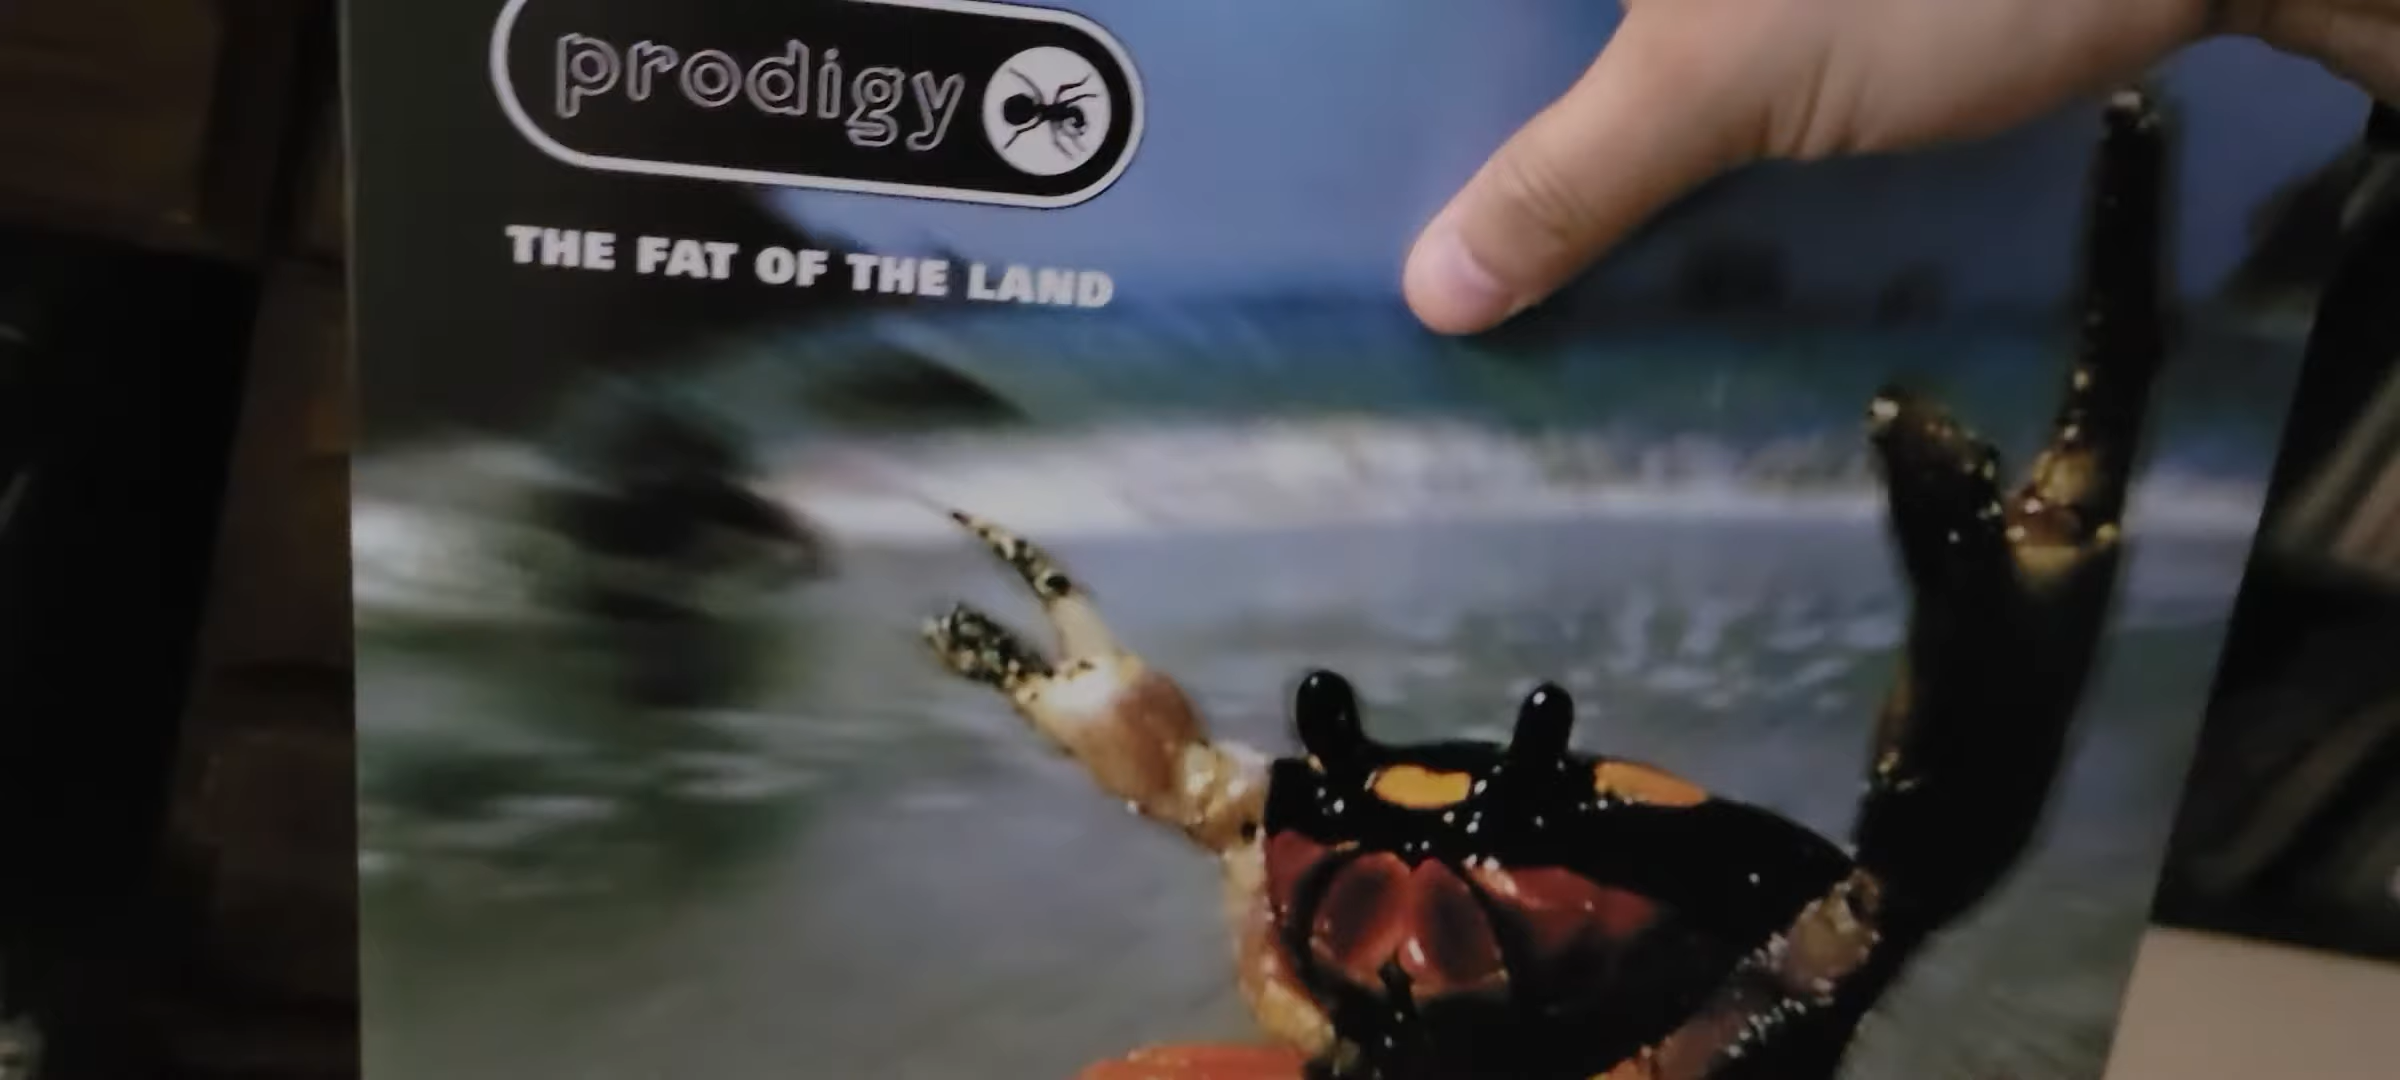 prodigy
THE FAT OF THE LAND